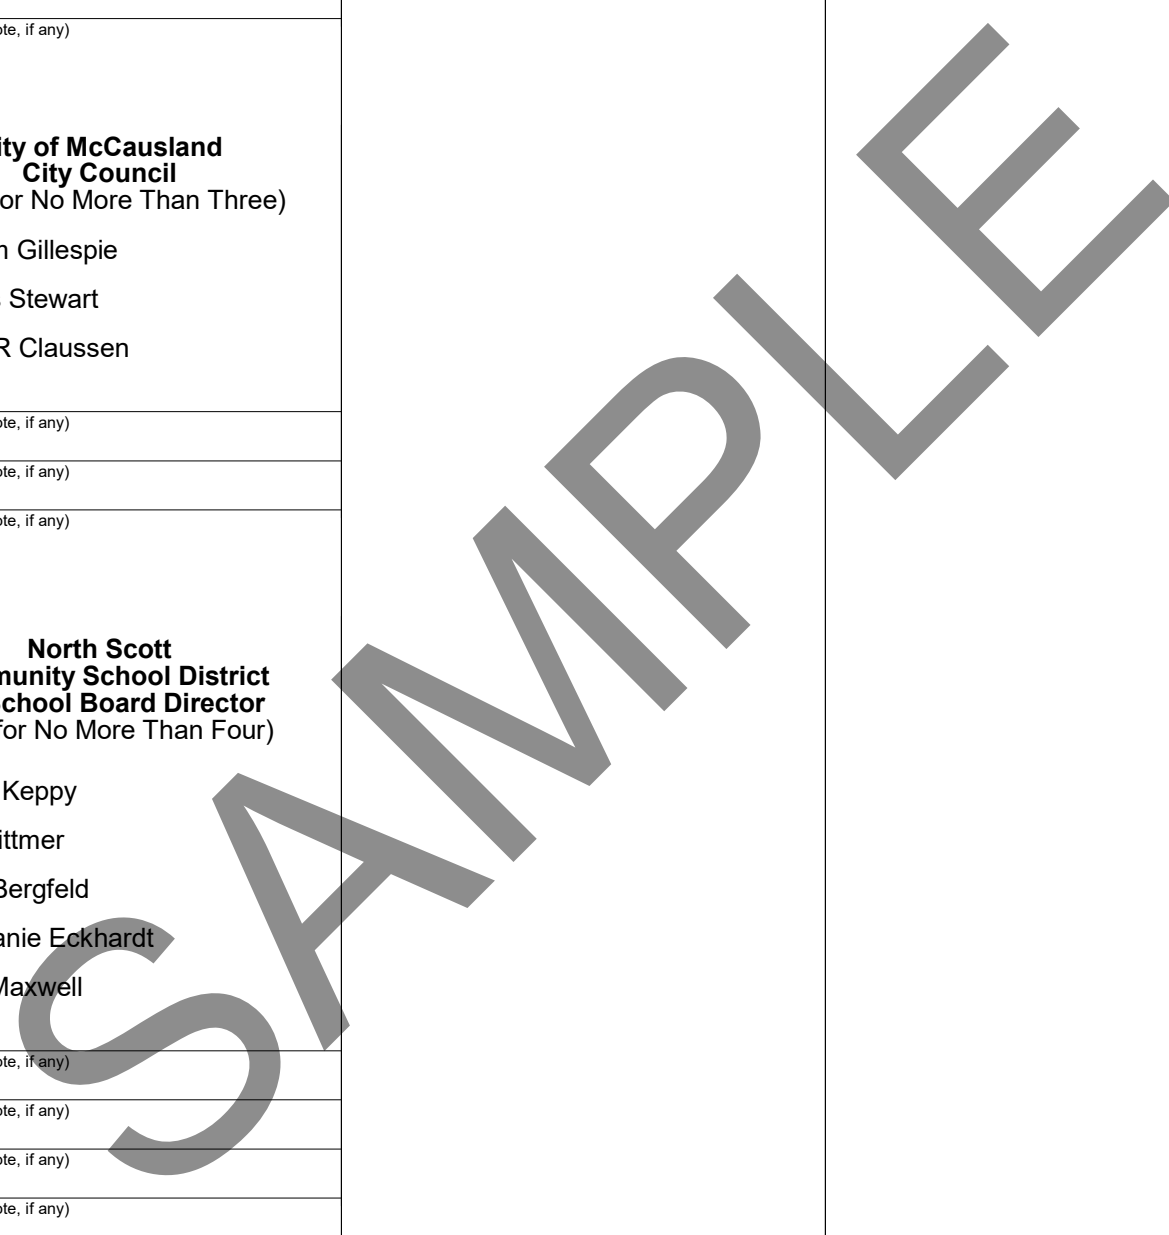 ote, if any)
ity of McCausland
City Council
or No More Than Three)
n Gillespie
Stewart
R Claussen
ote, if any)
ote, if any)
ote, if any)
North Scott
munity School District
School Board Director
for No More Than Four)
Keppy
ittmer
Bergfeld
anie Eckhardt
Maxwell
ote, if any)
ote, if any)
ote, if any)
ote, if any)
SAMPLE